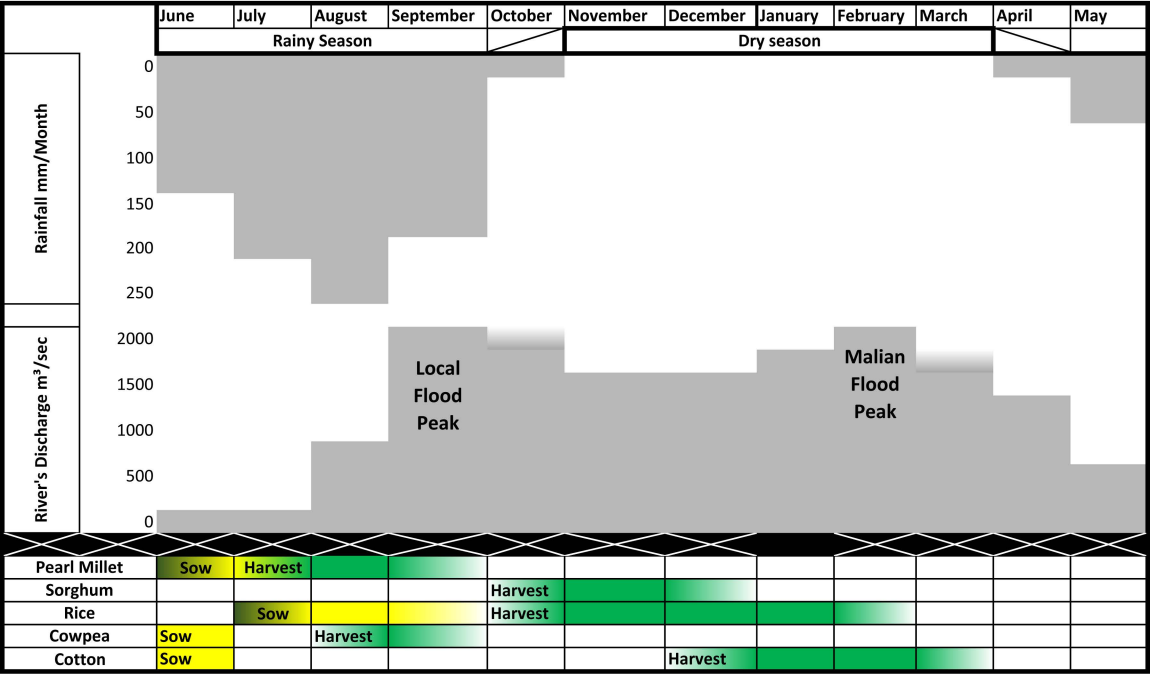 June July August September October November December January February March April May
Rainy Season Dry season
Rainfall mm/Month
0
50
100
150
200
250
River's Discharge m³/sec
2000
1500
1000
500
0
Local
Flood
Peak
Malian
Flood
Peak
Pearl Millet Sow Harvest
Sorghum Harvest
Rice Sow Harvest
Cowpea Sow Harvest
Cotton Sow Harvest